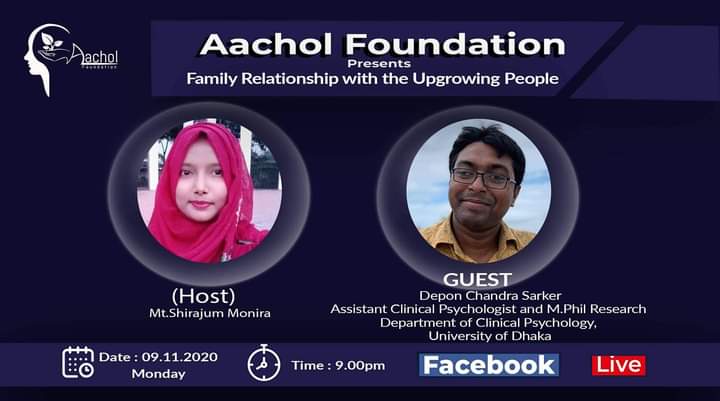 Aachol
Foundation
Aachol Foundation
Presents
Family Relationship with the Upgrowing People
(Host)
Mt.Shirajum Monira
GUEST
Depon Chandra Sarker
Assistant Clinical Psychologist and M.Phil Research
Department of Clinical Psychology,
University of Dhaka
Date : 09.11.2020
Monday
Time : 9.00pm
Facebook
Live